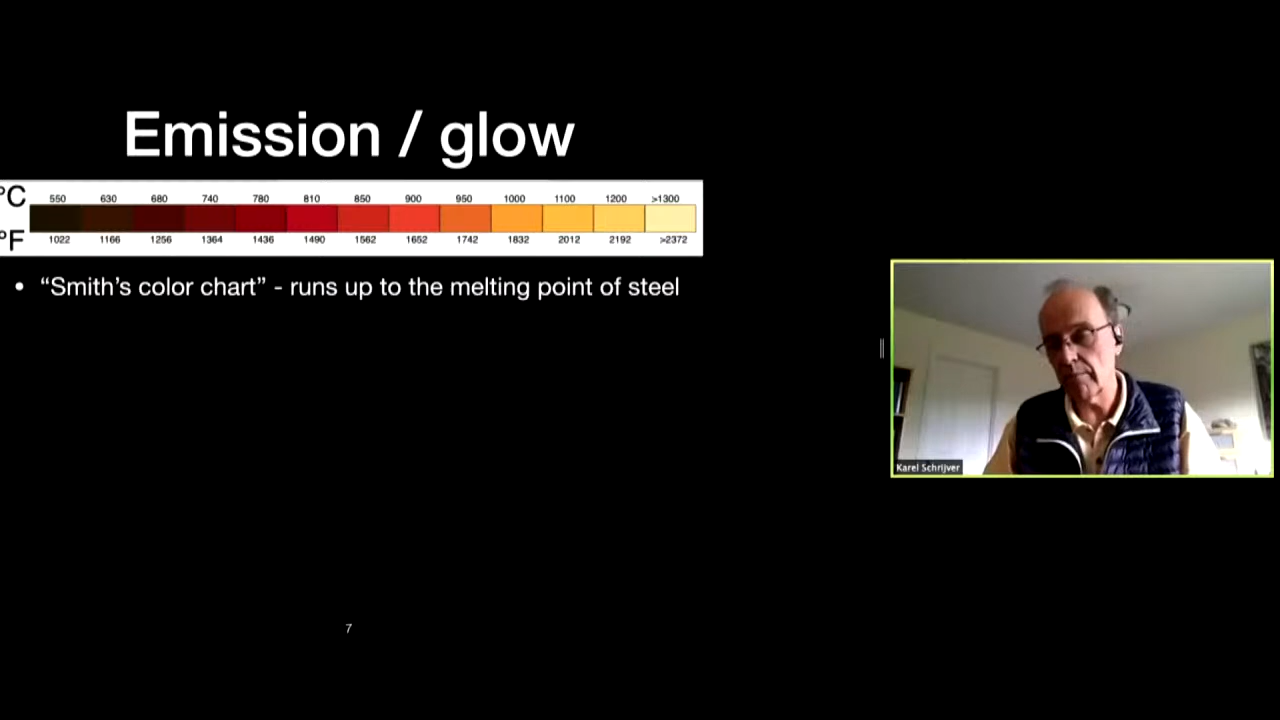 Emission / glow
°C 550 630 680 740 780 810 850 900 950 1000 1100 1200 >1300
°F 1022 1166 1256 1364 1436 1490 1562 1652 1742 1832 2012 2192 >2372
• “Smith’s color chart” - runs up to the melting point of steel
Karel Schrijver
7